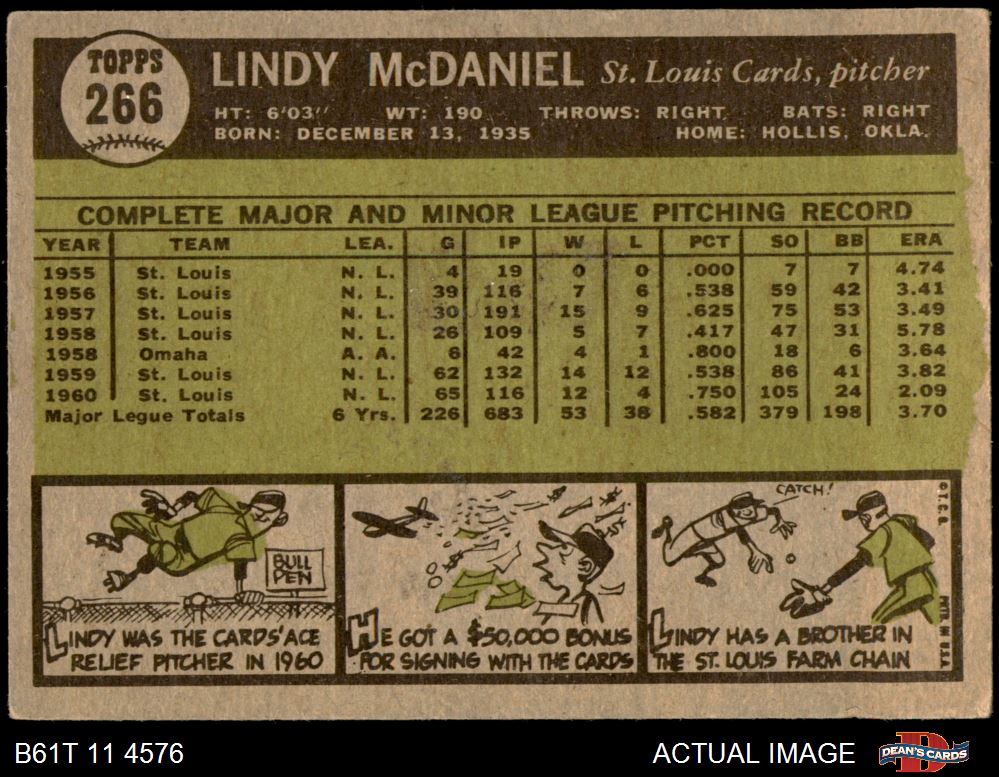 TOPPS
266
LINDY McDANIEL St. Louis Cards, pitcher
HT: 6'03" WT: 190 THROWS: RIGHT BATS: RIGHT
BORN: DECEMBER 13, 1935 HOME: HOLLIS, OKLA.
COMPLETE MAJOR AND MINOR LEAGUE PITCHING RECORD
YEAR TEAM LEA. G IP W L PCT SO BB ERA
1955 St. Louis N. L. 4 19 0 0 .000 7 7 4.74
1956 St. Louis N. L. 39 116 7 6 .538 59 42 3.41
1957 St. Louis N. L. 30 191 15 9 .625 75 53 3.49
1958 St. Louis N. L. 26 109 5 7 .417 47 31 5.78
1958 Omaha A. A. 6 42 4 1 .800 18 6 3.64
1959 St. Louis N. L. 62 132 14 12 .538 86 41 3.82
1960 St. Louis N. L. 65 116 12 4 .750 105 24 2.09
Major Legue Totals 6 Yrs. 226 683 53 38 .582 379 198 3.70
BULL
PEN
LINDY WAS THE CARDS' ACE
RELIEF PITCHER IN 1960
HE GOT A $50,000 BONUS
FOR SIGNING WITH THE CARDS
CATCH!
LINDY HAS A BROTHER IN
THE ST. LOUIS FARM CHAIN
© T. C. G.
PRTD. IN U.S.A.
B61T 11 4576
ACTUAL IMAGE
DEAN'S CARDS